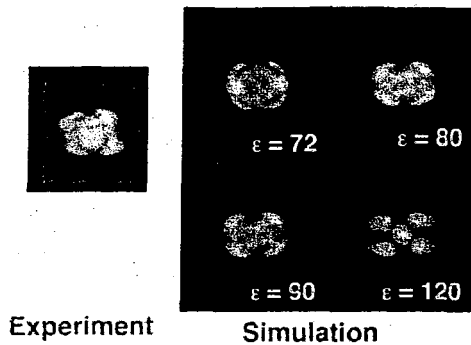 ε = 72
ε = 80
ε = 90
ε = 120
Experiment
Simulation